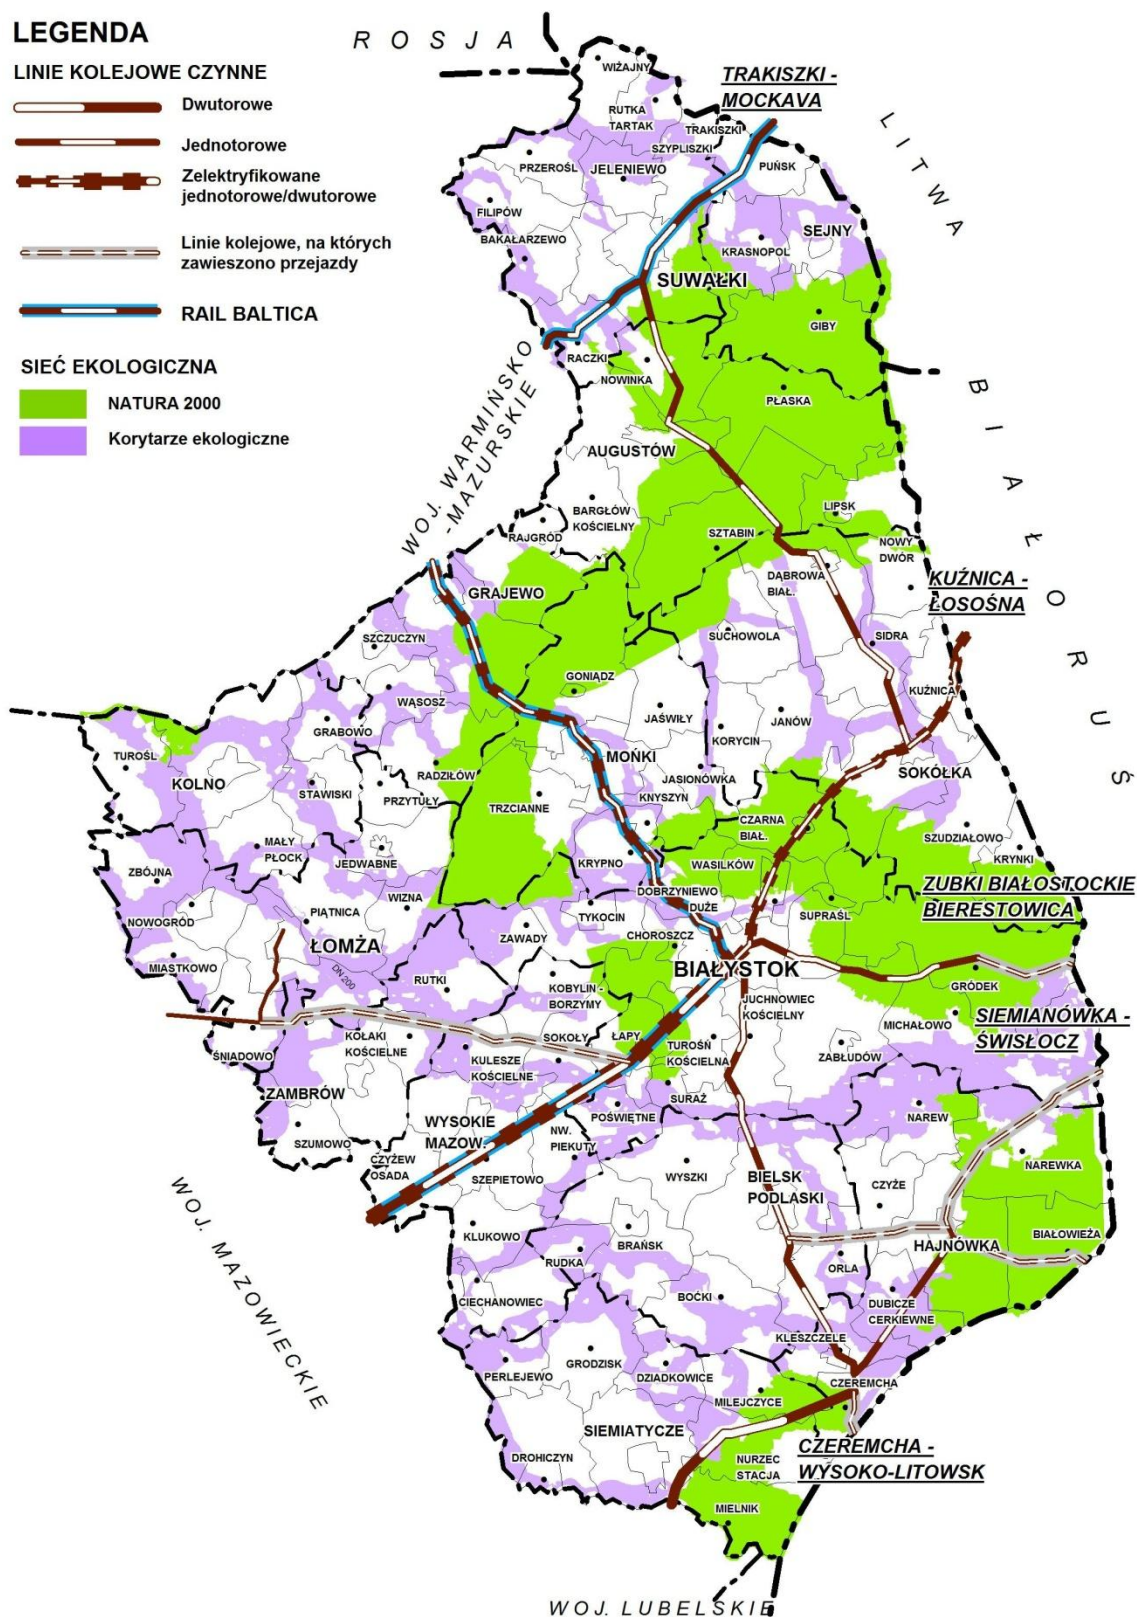 LEGENDA
LINIE KOLEJOWE CZYNNE
Dwutorowe
Jednotorowe
Zelektryfikowane
jednotorowe/dwutorowe
Linie kolejowe, na których
zawieszono przejazdy
RAIL BALTICA
SIEĆ EKOLOGICZNA
NATURA 2000
Korytarze ekologiczne
ROSJA
LITWA
BIAŁORUŚ
WOJ. WARMIŃSKO
-MAZURSKIE
WOJ. MAZOWIECKIE
WOJ. LUBELSKIE
TRAKISZKI -
MOCKAVA
KUŹNICA -
ŁOSOŚNA
ZUBKI BIAŁOSTOCKIE
BIERESTOWICA
SIEMIANÓWKA -
ŚWISŁOCZ
CZEREMCHA -
WYSOKO-LITOWSK
WIŻAJNY
RUTKA
TARTAK
TRAKISZKI
SZYPLISZKI
PUŃSK
PRZEROŚL
JELENIEWO
FILIPÓW
BAKAŁARZEWO
SEJNY
KRASNOPOL
SUWAŁKI
GIBY
RACZKI
NOWINKA
PŁASKA
AUGUSTÓW
BARGŁÓW
KOŚCIELNY
LIPSK
RAJGRÓD
SZTABIN
NOWY
DWÓR
DĄBROWA
BIAŁ.
GRAJEWO
SZCZUCZYN
SUCHOWOLA
SIDRA
GONIĄDZ
KUŹNICA
WĄSOSZ
JAŚWIŁY
JANÓW
GRABOWO
KORYCIN
TUROŚL
MOŃKI
SOKÓŁKA
KOLNO
RADZIŁÓW
JASIONÓWKA
STAWISKI
PRZYTUŁY
TRZCIANNE
KNYSZYN
CZARNA
BIAŁ.
SZUDZIAŁOWO
MAŁY
PŁOCK
JEDWABNE
KRYNKI
ZBÓJNA
KRYPNO
WASILKÓW
DOBRZYNIEWO
DUŻE
WIZNA
NOWOGRÓD
PIĄTNICA
TYKOCIN
SUPRAŚL
ŁOMŻA
ZAWADY
CHOROSZCZ
MIASTKOWO
DN 200
RUTKI
BIAŁYSTOK
KOBYLIN -
BORZYMY
GRÓDEK
JUCHNOWIEC
KOŚCIELNY
MICHAŁOWO
ŚNIADOWO
KOŁAKI
KOŚCIELNE
SOKOŁY
ŁAPY
TUROŚŃ
KOŚCIELNA
ZABŁUDÓW
KULESZE
KOŚCIELNE
ZAMBRÓW
SURAŻ
NAREW
WYSOKIE
MAZOW.
POŚWIĘTNE
SZUMOWO
NW.
PIEKUTY
CZYŻEW
OSADA
SZEPIETOWO
WYSZKI
BIELSK
PODLASKI
CZYŻE
NAREWKA
KLUKOWO
BRAŃSK
HAJNÓWKA
BIAŁOWIEŻA
RUDKA
ORLA
CIECHANOWIEC
BOĆKI
DUBICZE
CERKIEWNE
KLESZCZELE
PERLEJEWO
GRODZISK
DZIADKOWICE
CZEREMCHA
MILEJCZYCE
SIEMIATYCZE
DROHICZYN
NURZEC
STACJA
MIELNIK